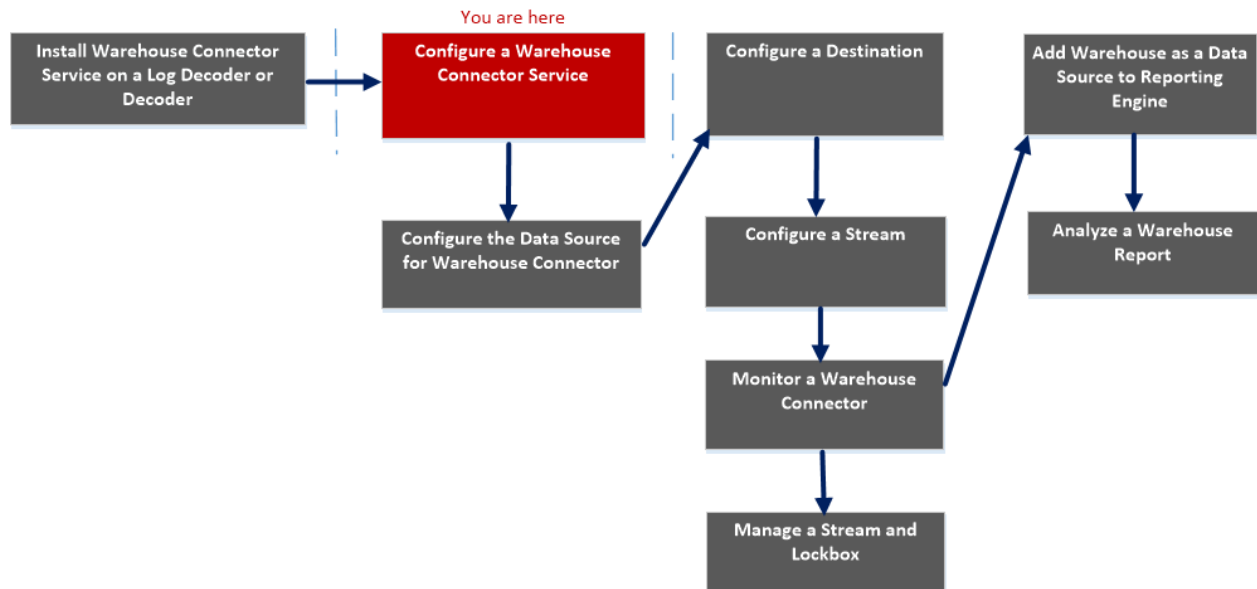 You are here
Install Warehouse Connector
Service on a Log Decoder or
Decoder
Configure a Warehouse
Connector Service
Configure the Data Source
for Warehouse Connector
Configure a Destination
Configure a Stream
Monitor a Warehouse
Connector
Manage a Stream and
Lockbox
Add Warehouse as a Data
Source to Reporting
Engine
Analyze a Warehouse
Report